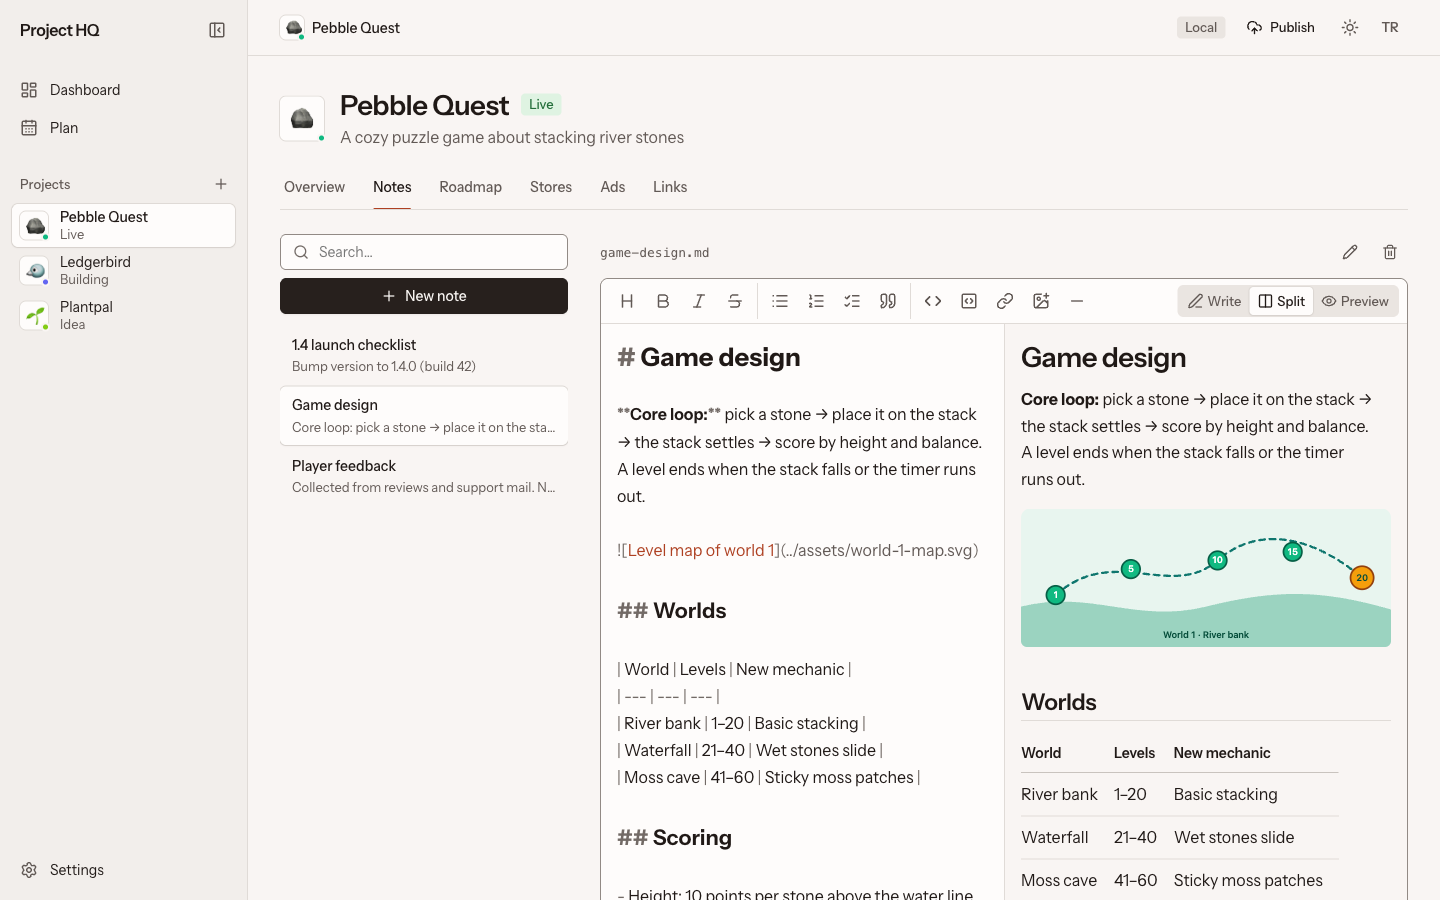 Project HQ
Dashboard
Plan
Projects
Pebble Quest
Live
Ledgerbird
Building
Plantpal
Idea
Settings
Pebble Quest
Local
Publish
TR
Pebble Quest
Live
A cozy puzzle game about stacking river stones
Overview
Notes
Roadmap
Stores
Ads
Links
Search...
New note
1.4 launch checklist
Bump version to 1.4.0 (build 42)
Game design
Core loop: pick a stone → place it on the sta...
Player feedback
Collected from reviews and support mail. N...
game-design.md
Write
Split
Preview
# Game design
**Core loop:** pick a stone → place it on the stack
→ the stack settles → score by height and balance.
A level ends when the stack falls or the timer runs
out.
![Level map of world 1](../assets/world-1-map.svg)
## Worlds
| World | Levels | New mechanic |
| --- | --- | --- |
| River bank | 1–20 | Basic stacking |
| Waterfall | 21–40 | Wet stones slide |
| Moss cave | 41–60 | Sticky moss patches |
## Scoring
- Height: 10 points per stone above the water line
Game design
Core loop: pick a stone → place it on the stack →
the stack settles → score by height and balance.
A level ends when the stack falls or the timer
runs out.
1
5
10
15
20
World 1 · River bank
Worlds
World Levels New mechanic
River bank 1–20 Basic stacking
Waterfall 21–40 Wet stones slide
Moss cave 41–60 Sticky moss patches